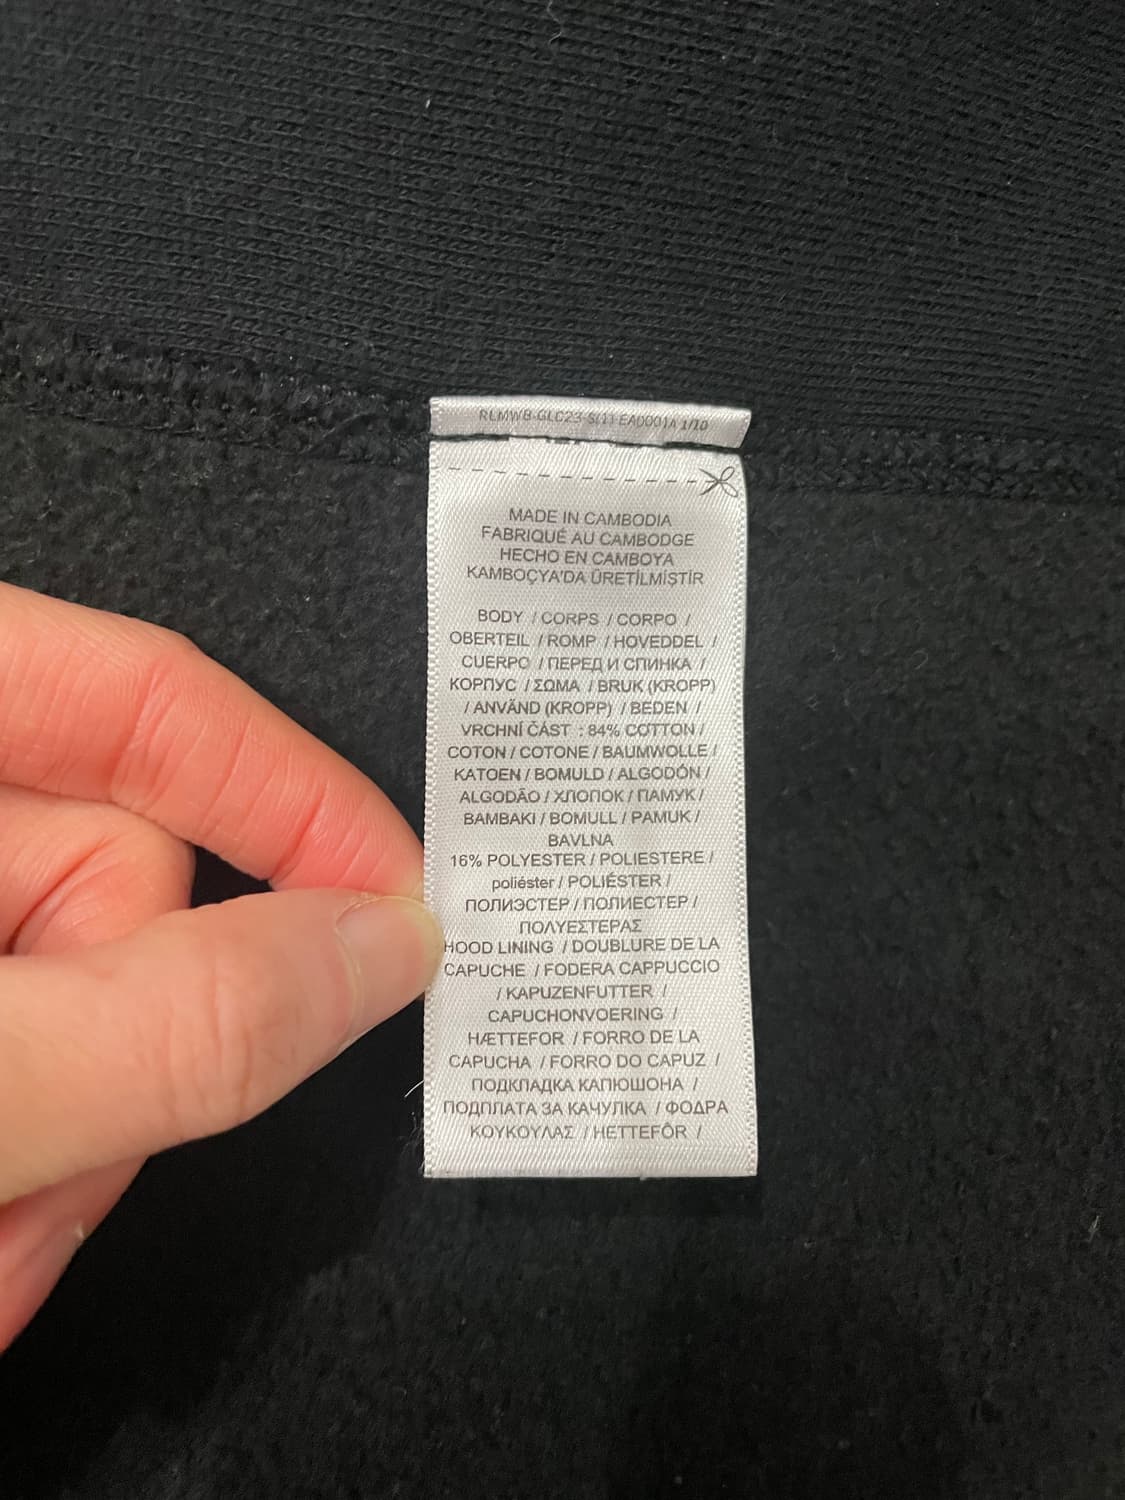 RLMWB-GLC23-S(1) EA0001A 1/10
MADE IN CAMBODIA
FABRIQUÉ AU CAMBODGE
HECHO EN CAMBOYA
KAMBOÇYA'DA ÜRETİLMİŞTİR
BODY / CORPS / CORPO /
OBERTEIL / ROMP / HOVEDDEL /
CUERPO / ПЕРЕД И СПИНКА /
КОРПУС / ΣΩΜΑ / BRUK (KROPP)
/ ANVÄND (KROPP) / BEDEN /
VRCHNÍ ČÁST : 84% COTTON /
COTON / COTONE / BAUMWOLLE /
KATOEN / BOMULD / ALGODÓN /
ALGODÃO / ХЛОПОК / ПАМУК /
ΒΑΜΒΑΚΙ / BOMULL / PAMUK /
BAVLNA
16% POLYESTER / POLIESTERE /
poliéster / POLIÉSTER /
ПОЛИЭСТЕР / ПОЛИЕСТЕР /
ΠΟΛΥΕΣΤΕΡΑΣ
HOOD LINING / DOUBLURE DE LA
CAPUCHE / FODERA CAPPUCCIO
/ KAPUZENFUTTER /
CAPUCHONVOERING /
HÆTTEFOR / FORRO DE LA
CAPUCHA / FORRO DO CAPUZ /
ПОДКЛАДКА КАПЮШОНА /
ПОДПЛАТА ЗА КАЧУЛКА / ΦΟΔΡΑ
ΚΟΥΚΟΥΛΑΣ / HETTEFÔR /